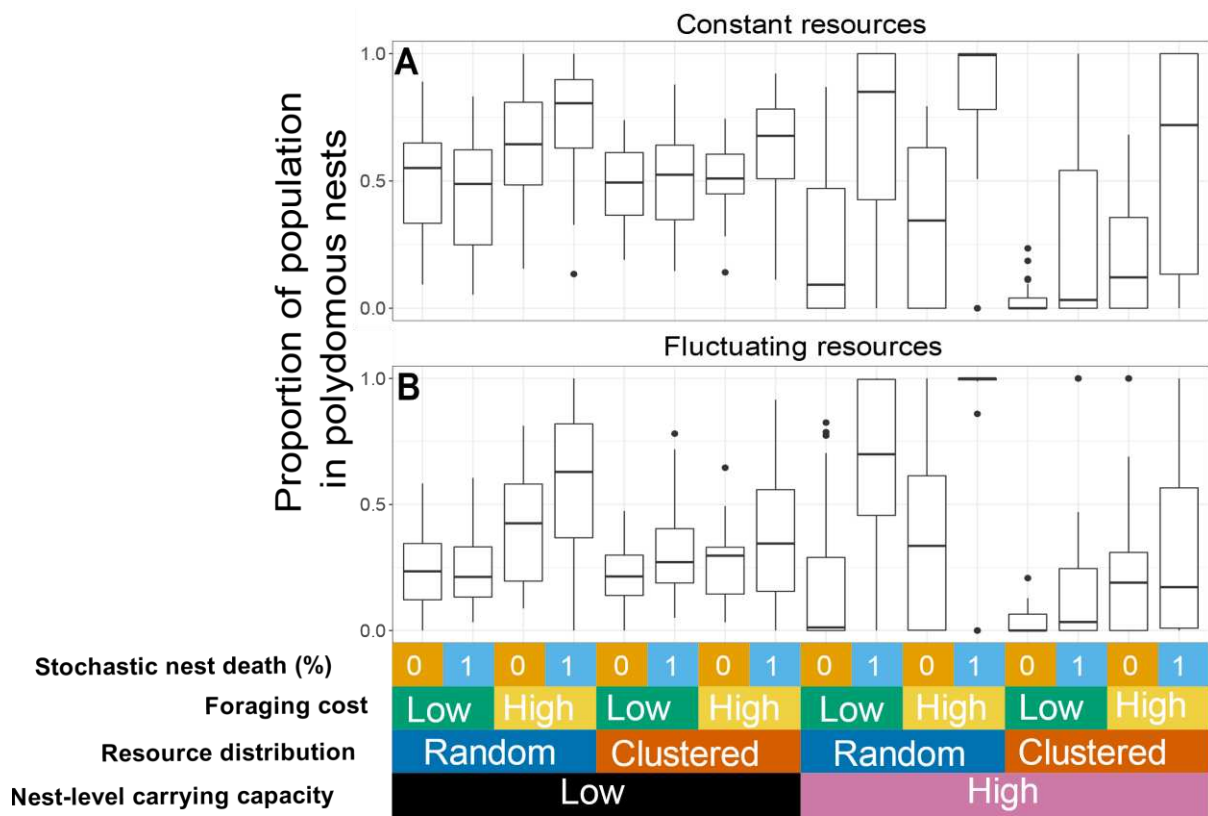 Constant resources
A
1.0
0.5
0.0
Proportion of population
in polydomous nests
Fluctuating resources
B
1.0
0.5
0.0
Stochastic nest death (%) 0 1 0 1 0 1 0 1 0 1 0 1 0 1 0 1
Foraging cost Low High Low High Low High Low High
Resource distribution Random Clustered Random Clustered
Nest-level carrying capacity Low High